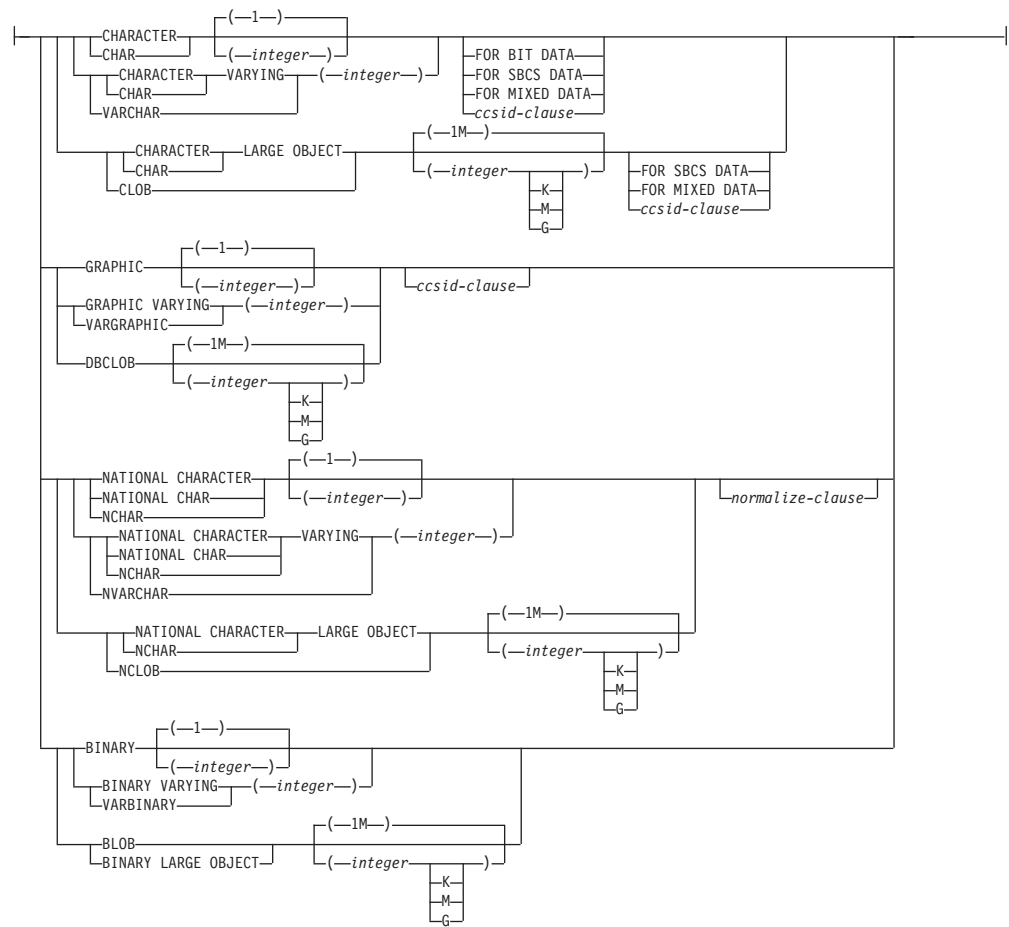 (—1—)
CHARACTER
CHAR (—integer—) FOR BIT DATA
CHARACTER VARYING (—integer—) FOR SBCS DATA
CHAR FOR MIXED DATA
VARCHAR ccsid-clause
(—1M—)
CHARACTER LARGE OBJECT
CHAR (—integer ) FOR SBCS DATA
CLOB K FOR MIXED DATA
M ccsid-clause
G
(—1—)
GRAPHIC
(—integer—) ccsid-clause
GRAPHIC VARYING (—integer—)
VARGRAPHIC
(—1M—)
DBCLOB
(—integer )
K
M
G
(—1—)
NATIONAL CHARACTER
NATIONAL CHAR (—integer—) normalize-clause
NCHAR
NATIONAL CHARACTER VARYING (—integer—)
NATIONAL CHAR
NCHAR
NVARCHAR
(—1M—)
NATIONAL CHARACTER LARGE OBJECT
NCHAR (—integer )
NCLOB K
M
G
(—1—)
BINARY
(—integer—)
BINARY VARYING (—integer—)
VARBINARY
(—1M—)
BLOB
BINARY LARGE OBJECT (—integer )
K
M
G